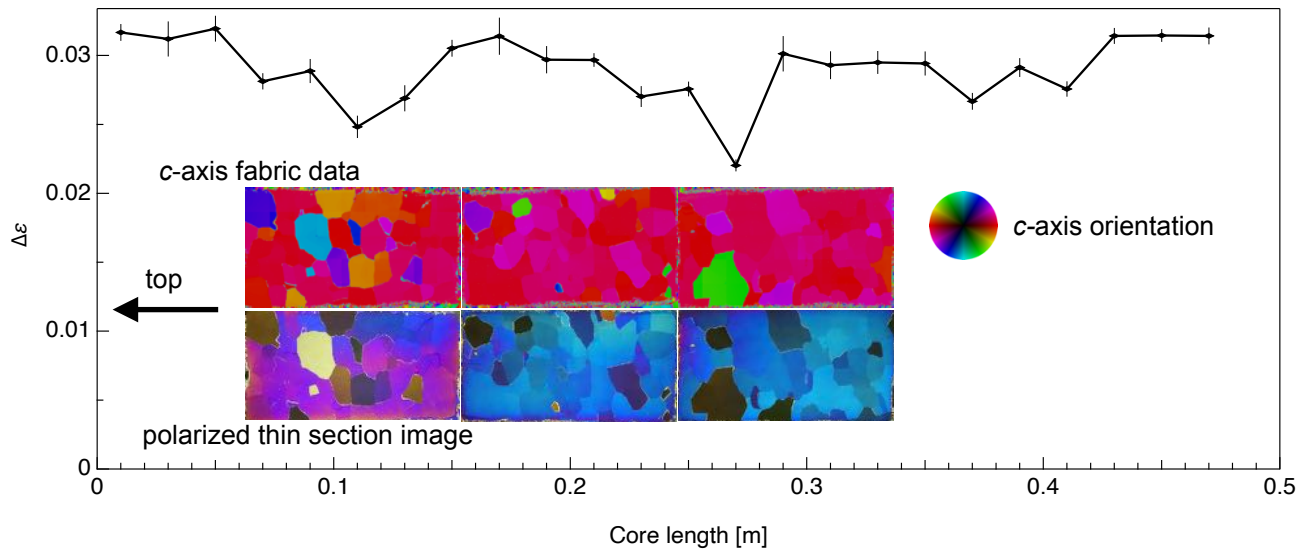 0.03
c-axis fabric data
0.02
Δε
c-axis orientation
top
0.01
polarized thin section image
0
0 0.1 0.2 0.3 0.4 0.5
Core length [m]